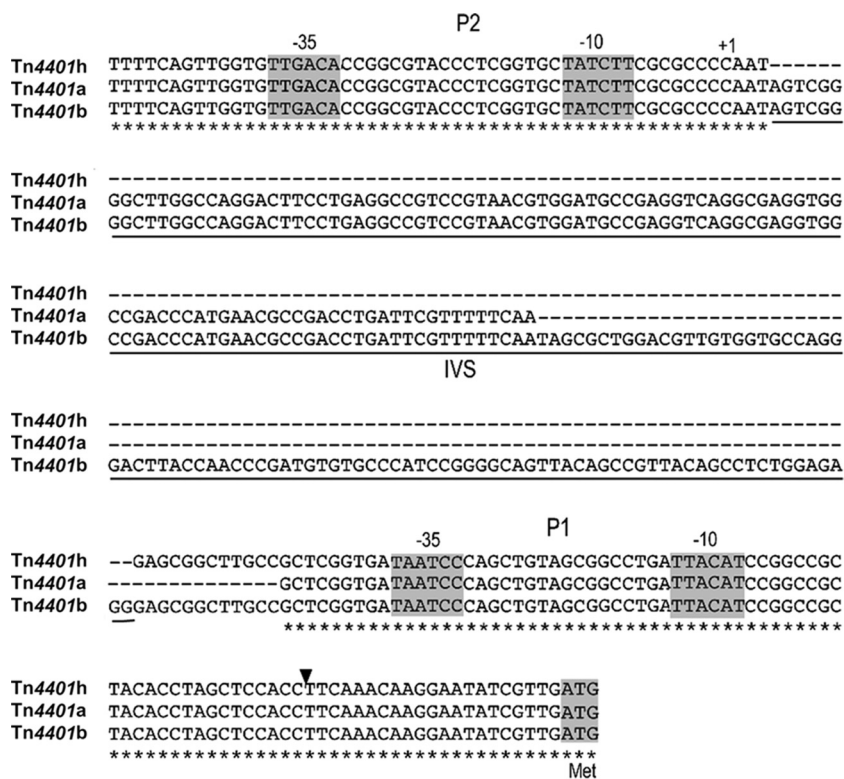 P2
-35 -10 +1
Tn4401h TTTTCAGTTGGTGTTGACACCGGCGTACCCTCGGTGCTATCTTCGCGCCCCAAT------
Tn4401a TTTTCAGTTGGTGTTGACACCGGCGTACCCTCGGTGCTATCTTCGCGCCCCAATAGTCGG
Tn4401b TTTTCAGTTGGTGTTGACACCGGCGTACCCTCGGTGCTATCTTCGCGCCCCAATAGTCGG
******************************************************
Tn4401h ------------------------------------------------------------
Tn4401a GGCTTGGCCAGGACTTCCTGAGGCCGTCCGTAACGTGGATGCCGAGGTCAGGCGAGGTGG
Tn4401b GGCTTGGCCAGGACTTCCTGAGGCCGTCCGTAACGTGGATGCCGAGGTCAGGCGAGGTGG
Tn4401h ------------------------------------------------------------
Tn4401a CCGACCCATGAACGCCGACCTGATTCGTTTTTCAA-------------------------
Tn4401b CCGACCCATGAACGCCGACCTGATTCGTTTTTCAATAGCGCTGGACGTTGTGGTGCCAGG
IVS
Tn4401h ------------------------------------------------------------
Tn4401a ------------------------------------------------------------
Tn4401b GACTTACCAACCCGATGTGTGCCCATCCGGGGCAGTTACAGCCGTTACAGCCTCTGGAGA
P1
-35 -10
Tn4401h --GAGCGGCTTGCCGCTCGGTGATAATCCCAGCTGTAGCGGCCTGATTACATCCGGCCGC
Tn4401a --------------GCTCGGTGATAATCCCAGCTGTAGCGGCCTGATTACATCCGGCCGC
Tn4401b GGGAGCGGCTTGCCGCTCGGTGATAATCCCAGCTGTAGCGGCCTGATTACATCCGGCCGC
**********************************************
Tn4401h TACACCTAGCTCCACCTTCAAACAAGGAATATCGTTGATG
Tn4401a TACACCTAGCTCCACCTTCAAACAAGGAATATCGTTGATG
Tn4401b TACACCTAGCTCCACCTTCAAACAAGGAATATCGTTGATG
****************************************
Met